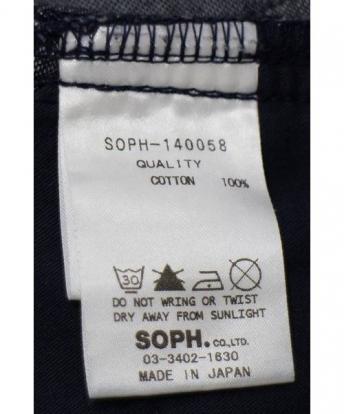 SOPH-140058
QUALITY
COTTON 100%
30
DO NOT WRING OR TWIST
DRY AWAY FROM SUNLIGHT
SOPH.CO.,LTD.
03-3402-1630
MADE IN JAPAN